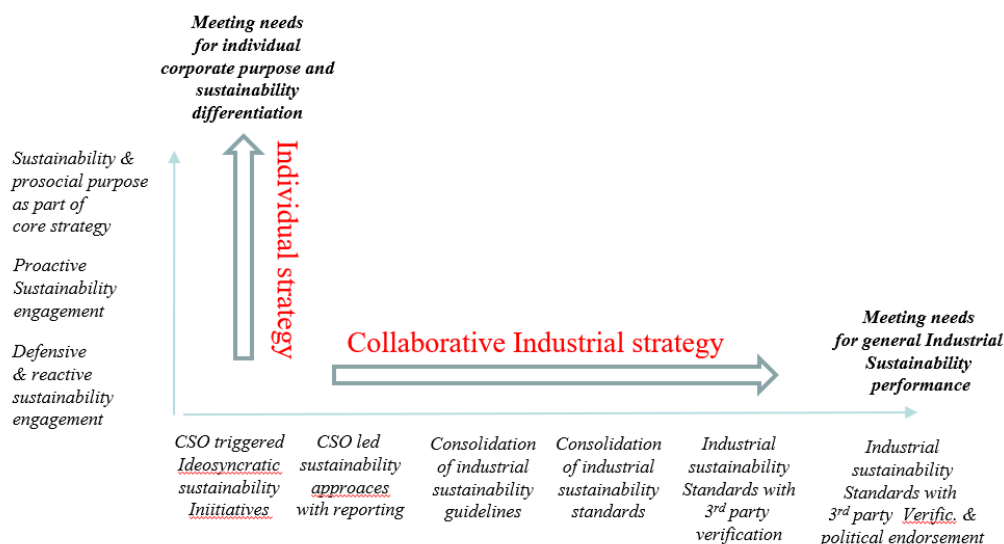 Meeting needs
for individual
corporate purpose and
sustainability
differentiation
Sustainability &
prosocial purpose
as part of
core strategy
Proactive
Sustainability
engagement
Defensive
& reactive
sustainability
engagement
Individual strategy
Collaborative Industrial strategy
Meeting needs
for general Industrial
Sustainability
performance
CSO triggered
Ideosyncratic
sustainability
Iniitiatives
CSO led
sustainability
approaces
with reporting
Consolidation
of industrial
sustainability
guidelines
Consolidation
of industrial
sustainability
standards
Industrial
sustainability
Standards with
3rd party
verification
Industrial
sustainability
Standards with
3rd party Verific. &
political endorsement